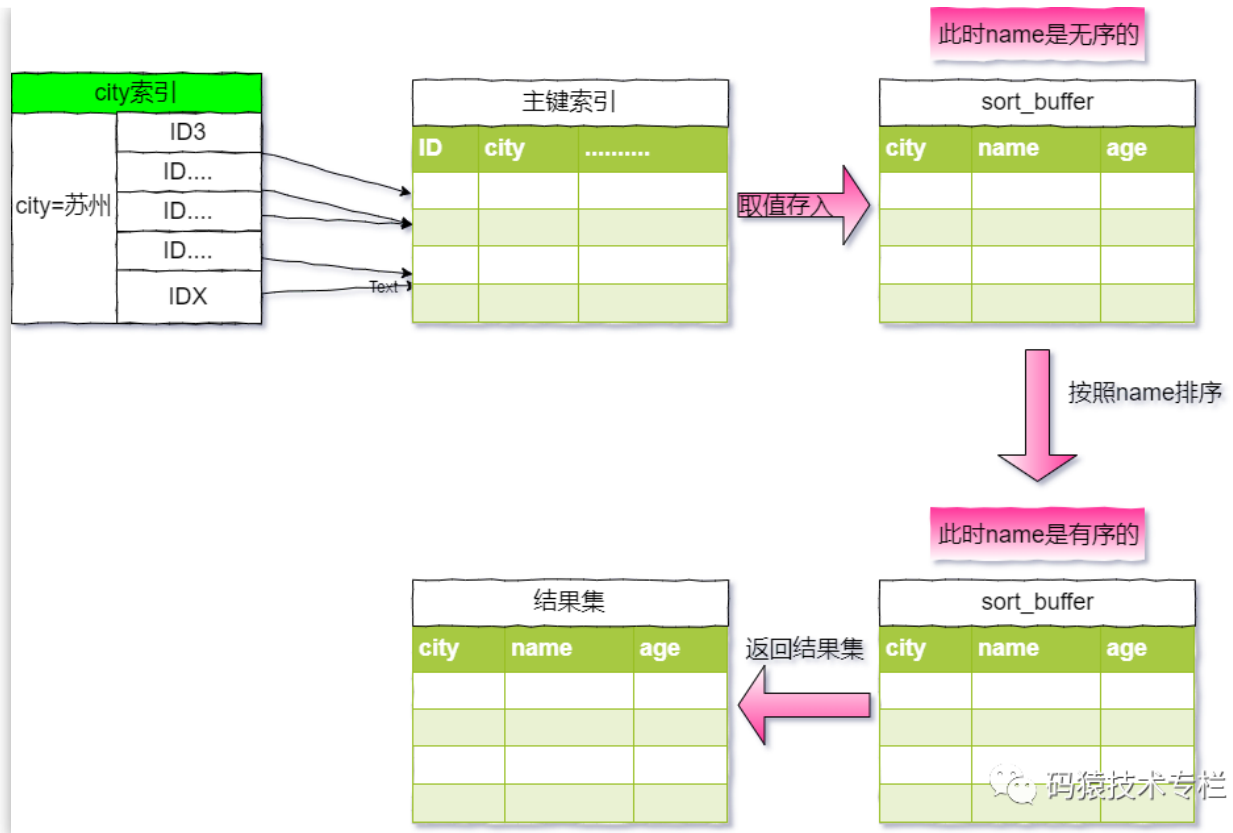 此时name是无序的
city索引
主键索引
sort_buffer
ID3
ID city ..........
city name age
ID....
city=苏州
ID....
取值存入
ID....
IDX
Text
按照name排序
此时name是有序的
结果集
sort_buffer
city name age
返回结果集
city name age
码猿技术专栏